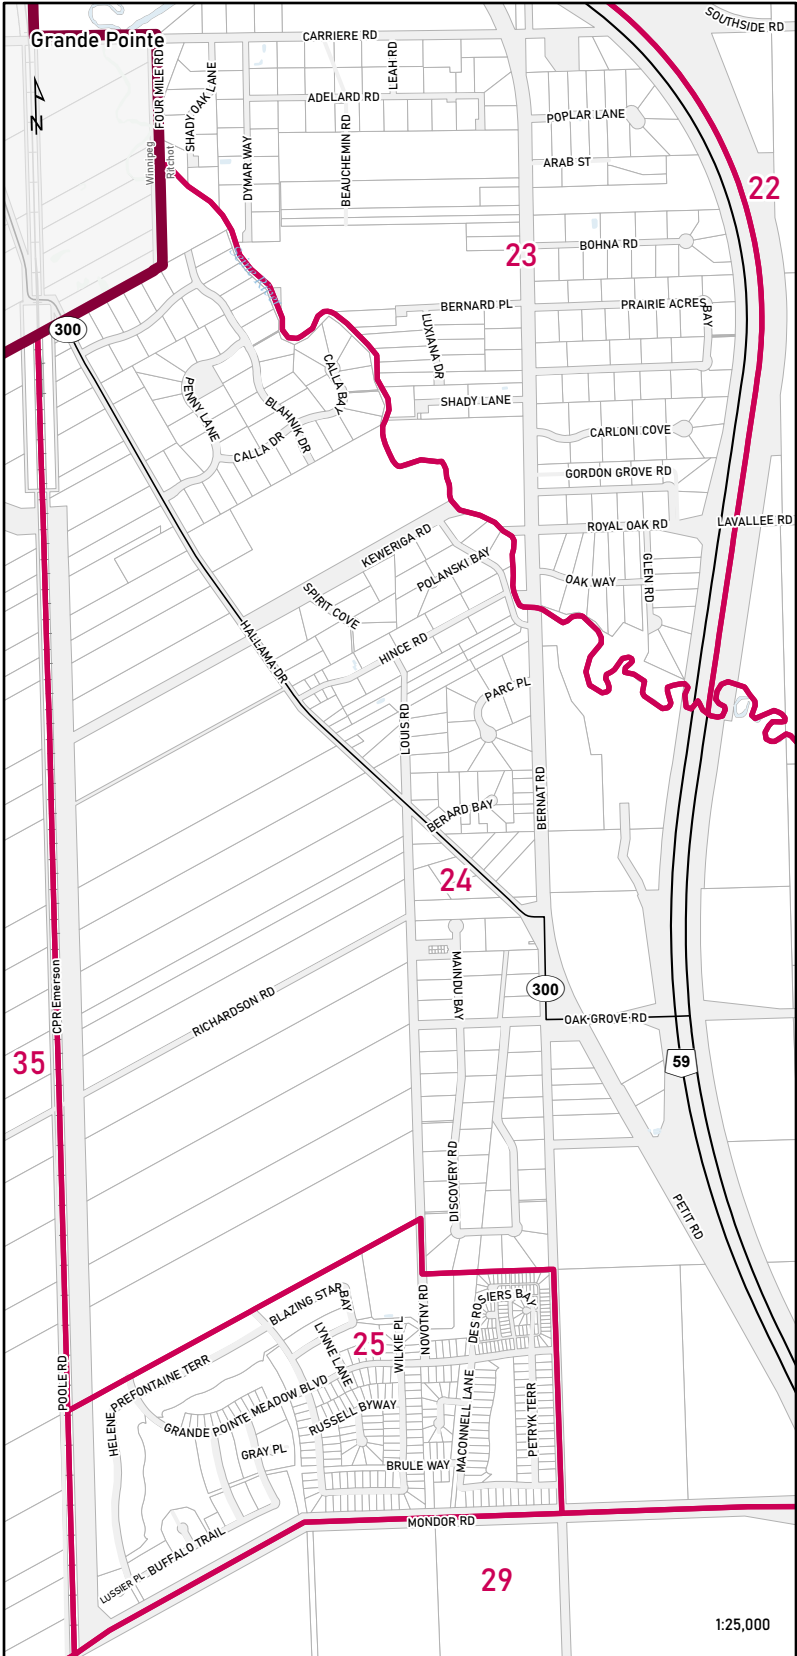 SOUTHSIDE RD
Grande Pointe
CARRIERE RD
LEAH RD
FOUR MILE RD
SHADY OAK LANE
ADELARD RD
POPLAR LANE
N
BEAUCHEMIN RD
DYMAR WAY
Winnipeg
Ritchot
ARAB ST
22
23
BOHNA RD
Seine River
BERNARD PL
PRAIRIE ACRES
BAY
300
LUXIANA DR
CALLA BAY
PENNY LANE
BLAHNIK DR
SHADY LANE
CALLA DR
CARLONI COVE
GORDON GROVE RD
ROYAL OAK RD
LAVALLEE RD
KEWERIGA RD
POLANSKI BAY
OAK WAY
GLEN RD
SPIRIT COVE
HALLAMA DR
HINCE RD
PARC PL
LOUIS RD
BERNAT RD
BERARD BAY
24
MAINDU BAY
CPR Emerson
RICHARDSON RD
300
OAK GROVE RD
35
59
DISCOVERY RD
PETIT RD
BLAZING STAR
BAY
DES ROSIERS BAY
NOVOTNY RD
WILKIE PL
LYNNE LANE
25
POOLE RD
HELENE
PREFONTAINE TERR
GRANDE POINTE MEADOW BLVD
RUSSELL BYWAY
MACONNELL LANE
PETRYK TERR
GRAY PL
BRULE WAY
MONDOR RD
BUFFALO TRAIL
LUSSIER PL
29
1:25,000